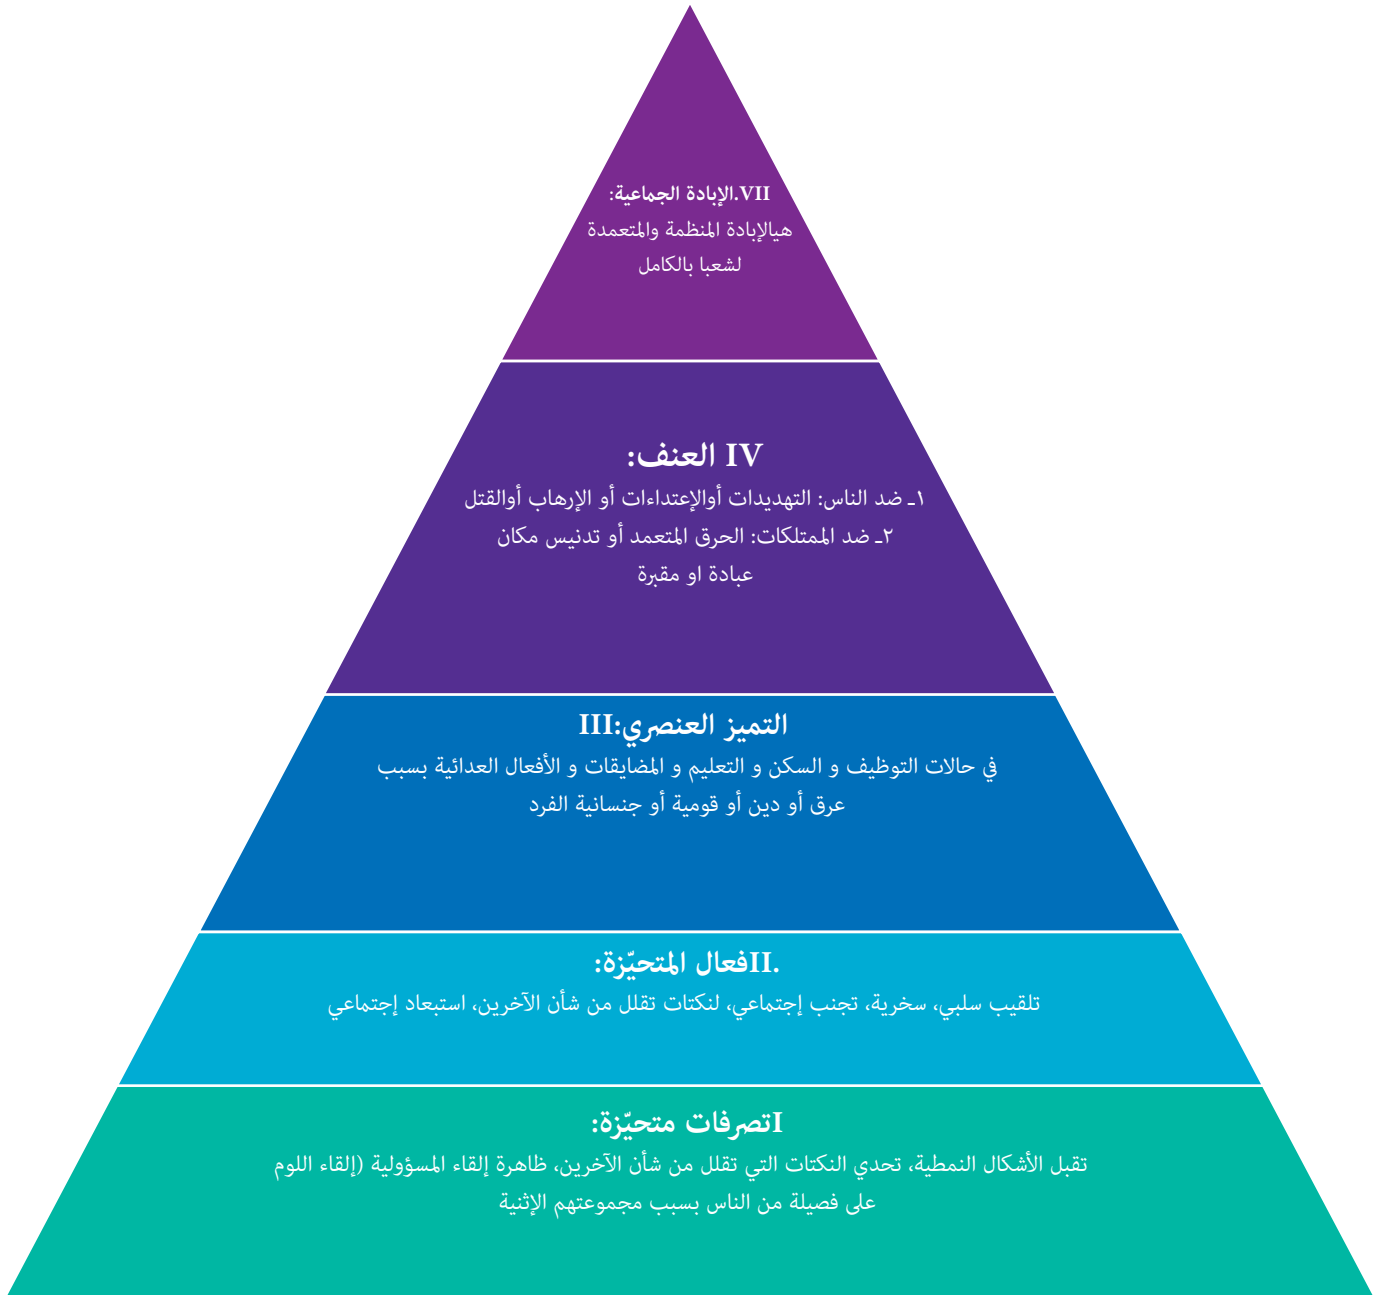 VII.الإبادة الجماعية:
هيالإبادة المنظمة والمتعمدة
لشعبا بالكامل
IV العنف:
١ـ ضد الناس: التهديدات أوالإعتداءات أو الإرهاب أوالقتل
٢ـ ضد الممتلكات: الحرق المتعمد أو تدنيس مكان
عبادة او مقبرة
التميز العنصري:III
في حالات التوظيف و السكن و التعليم و المضايقات و الأفعال العدائية بسبب
عرق أو دين أو قومية أو جنسانية الفرد
.IIفعال المتحيّزة:
تلقيب سلبي، سخرية، تجنب إجتماعي، لنكتات تقلل من شأن الآخرين، استبعاد إجتماعي
Iتصرفات متحيّزة:
تقبل الأشكال النمطية، تحدي النكتات التي تقلل من شأن الآخرين، ظاهرة إلقاء المسؤولية (إلقاء اللوم
على فصيلة من الناس بسبب مجموعتهم الإثنية